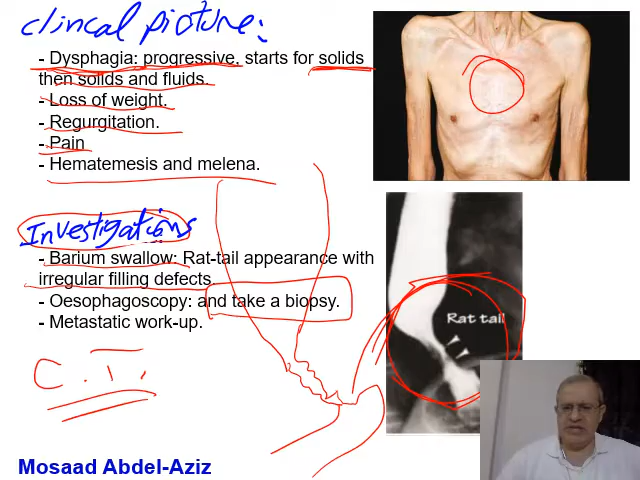 clinical picture:
- Dysphagia: progressive, starts for solids
then solids and fluids.
- Loss of weight.
- Regurgitation.
- Pain
- Hematemesis and melena.
Investigations
- Barium swallow: Rat-tail appearance with
irregular filling defects.
- Oesophagoscopy: and take a biopsy.
- Metastatic work-up.
Rat tail
C.T.
Mosaad Abdel-Aziz